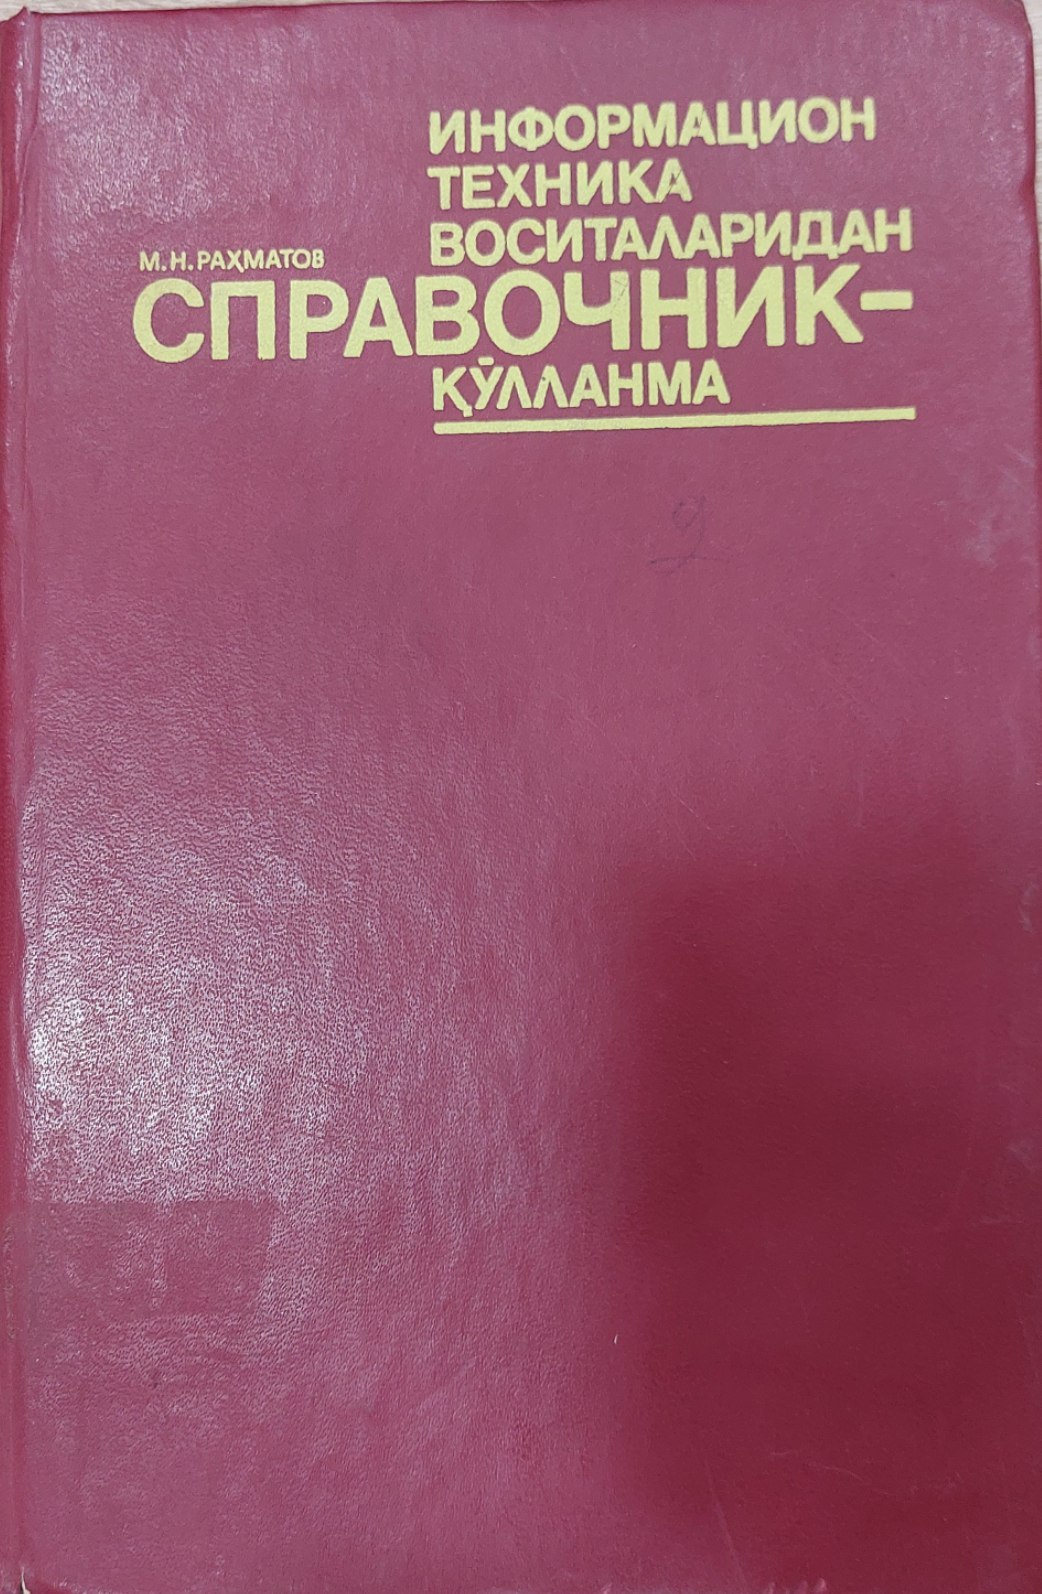 ИНФОРМАЦИОН
ТЕХНИКА
ВОСИТАЛАРИДАН
М.Н.РАҲМАТОВ
СПРАВОЧНИК-
ҚЎЛЛАНМА